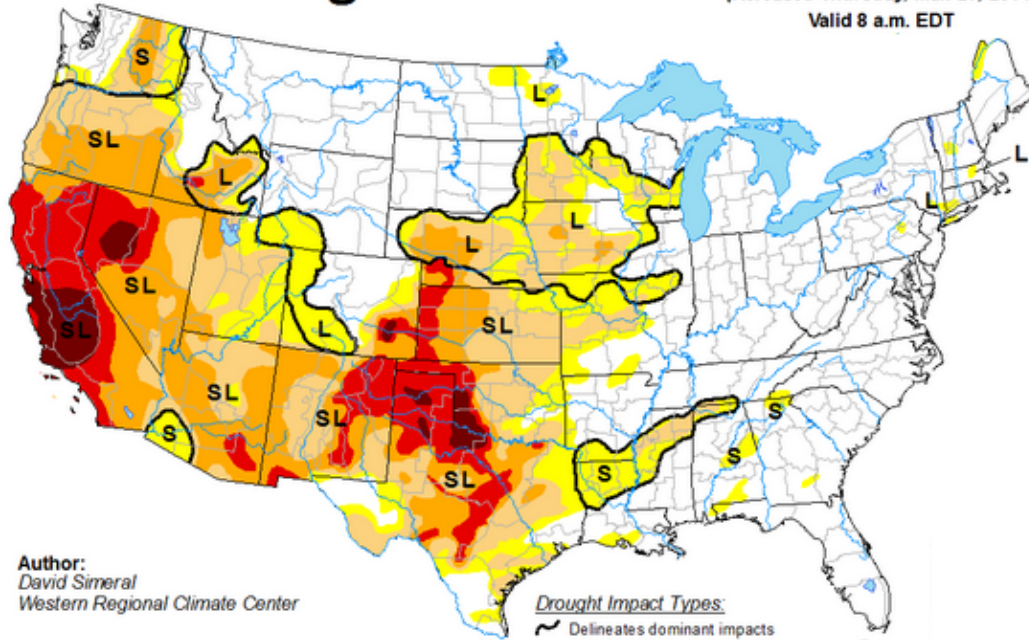 Valid 8 a.m. EDT
S
L
SL
L
L
L
L
L
SL
SL
SL
L
SL
SL
S
S
S
SL
S
Author:
David Simeral
Western Regional Climate Center
Drought Impact Types:
Delineates dominant impacts